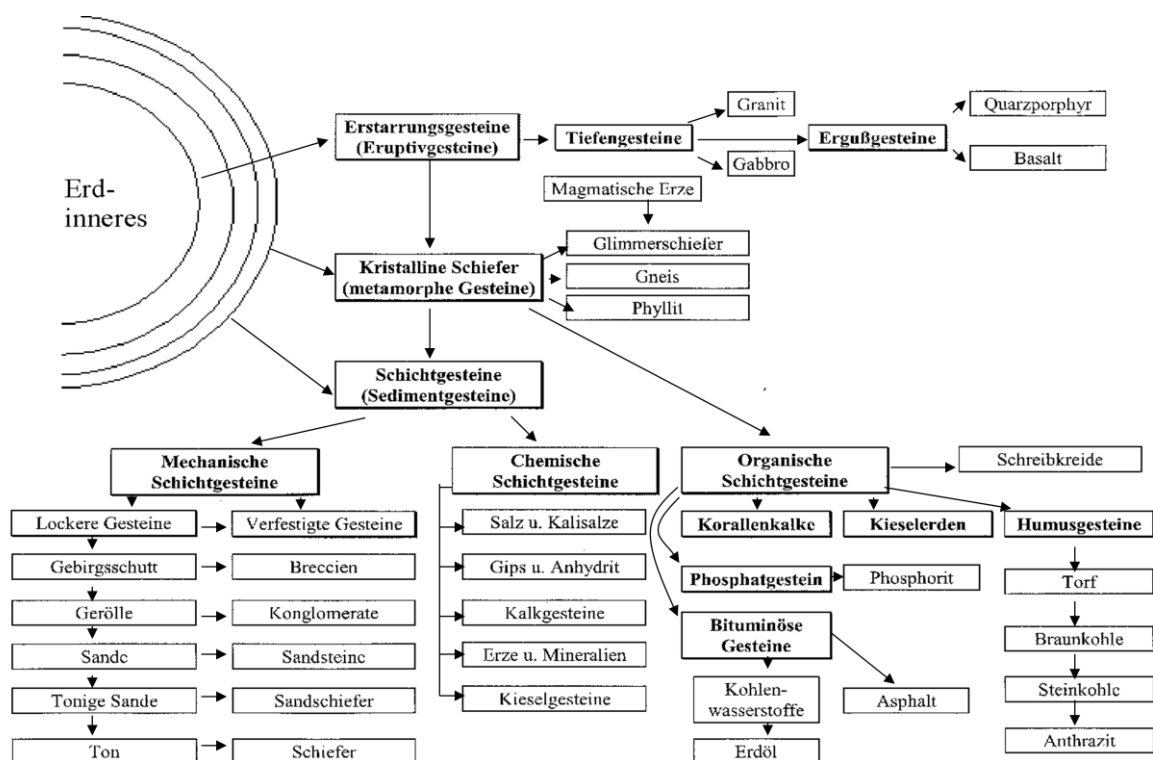 Granit
Quarzporphyr
Erstarrungsgesteine
(Eruptivgesteine)
Tiefengesteine
Ergußgesteine
Gabbro
Basalt
Erd-
inneres
Magmatische Erze
Glimmerschiefer
Kristalline Schiefer
(metamorphe Gesteine)
Gneis
Phyllit
Schichtgesteine
(Sedimentgesteine)
Mechanische
Schichtgesteine
Chemische
Schichtgesteine
Organische
Schichtgesteine
Schreibkreide
Lockere Gesteine
Verfestigte Gesteine
Salz u. Kalisalze
Korallenkalke
Kieselerden
Humusgesteine
Gebirgsschutt
Breccien
Gips u. Anhydrit
Phosphatgestein
Phosphorit
Torf
Gerölle
Konglomerate
Kalkgesteine
Bituminöse
Gesteine
Braunkohle
Sande
Sandsteine
Erze u. Mineralien
Tonige Sande
Sandschiefer
Kieselgesteine
Kohlen-
wasserstoffe
Asphalt
Steinkohle
Ton
Schiefer
Erdöl
Anthrazit